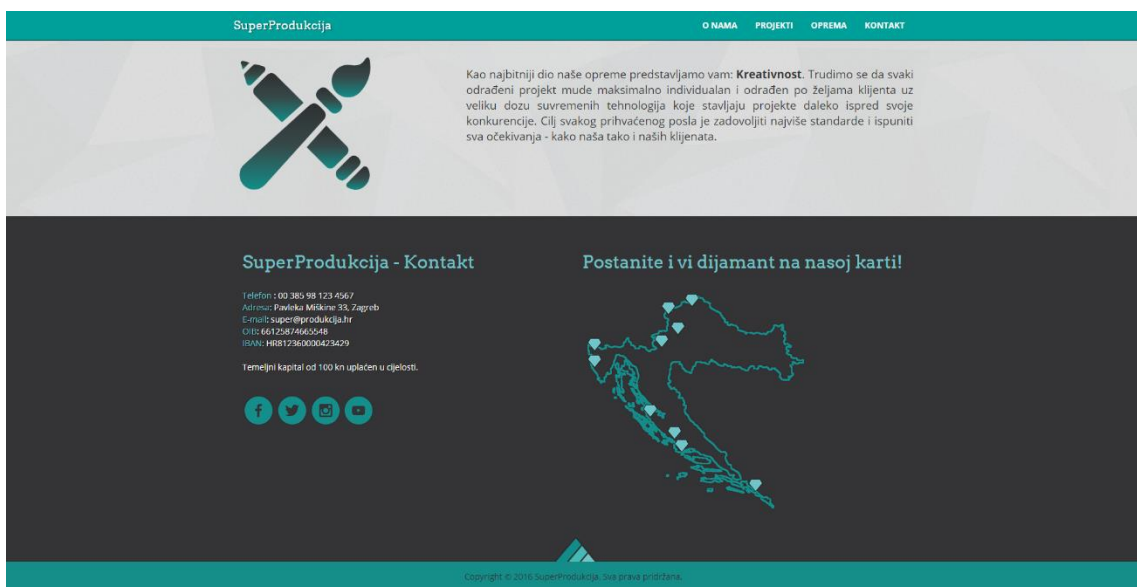 SuperProdukcija
O NAMA PROJEKTI OPREMA KONTAKT
Kao najbitniji dio naše opreme predstavljamo vam: Kreativnost. Trudimo se da svaki
odrađeni projekt mude maksimalno individualan i odrađen po željama klijenta uz
veliku dozu suvremenih tehnologija koje stavljaju projekte daleko ispred svoje
konkurencije. Cilj svakog prihvaćenog posla je zadovoljiti najviše standarde i ispuniti
sva očekivanja - kako naša tako i naših klijenata.
SuperProdukcija - Kontakt
Telefon : 00 385 98 123 4567
Adresa: Pavleka Miškine 33, Zagreb
E-mail: super@produkcija.hr
OIB: 66125874665548
IBAN: HR812360000423429
Temeljni kapital od 100 kn uplaćen u cijelosti.
Postanite i vi dijamant na nasoj karti!
Copyright © 2016 SuperProdukcija. Sva prava pridržana.